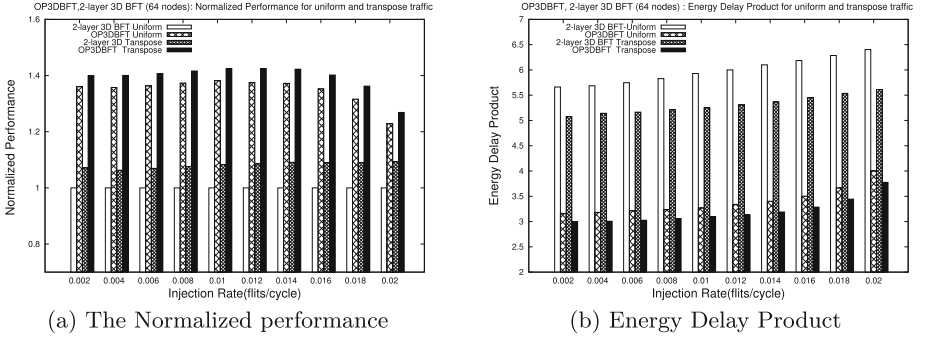 OP3DBFT,2-layer 3D BFT (64 nodes): Normalized Performance for uniform and transpose traffic
1.6
1.4
1.2
1
0.8
Normalized Performance
2-layer 3D BFT Uniform
OP3DBFT Uniform
2-layer 3D Transpose
OP3DBFT Transpose
0.002 0.004 0.006 0.008 0.01 0.012 0.014 0.016 0.018 0.02
Injection Rate(flits/cycle)
(a) The Normalized performance
OP3DBFT, 2-layer 3D BFT (64 nodes) : Energy Delay Product for uniform and transpose traffic
7
6.5
6
5.5
5
4.5
4
3.5
3
2.5
2
Energy Delay Product
2-layer 3D BFT-Uniform
OP3DBFT Uniform
2-layer 3D BFT Transpose
OP3DBFT Transpose
0.002 0.004 0.006 0.008 0.01 0.012 0.014 0.016 0.018 0.02
Injection Rate(flits/cycle)
(b) Energy Delay Product